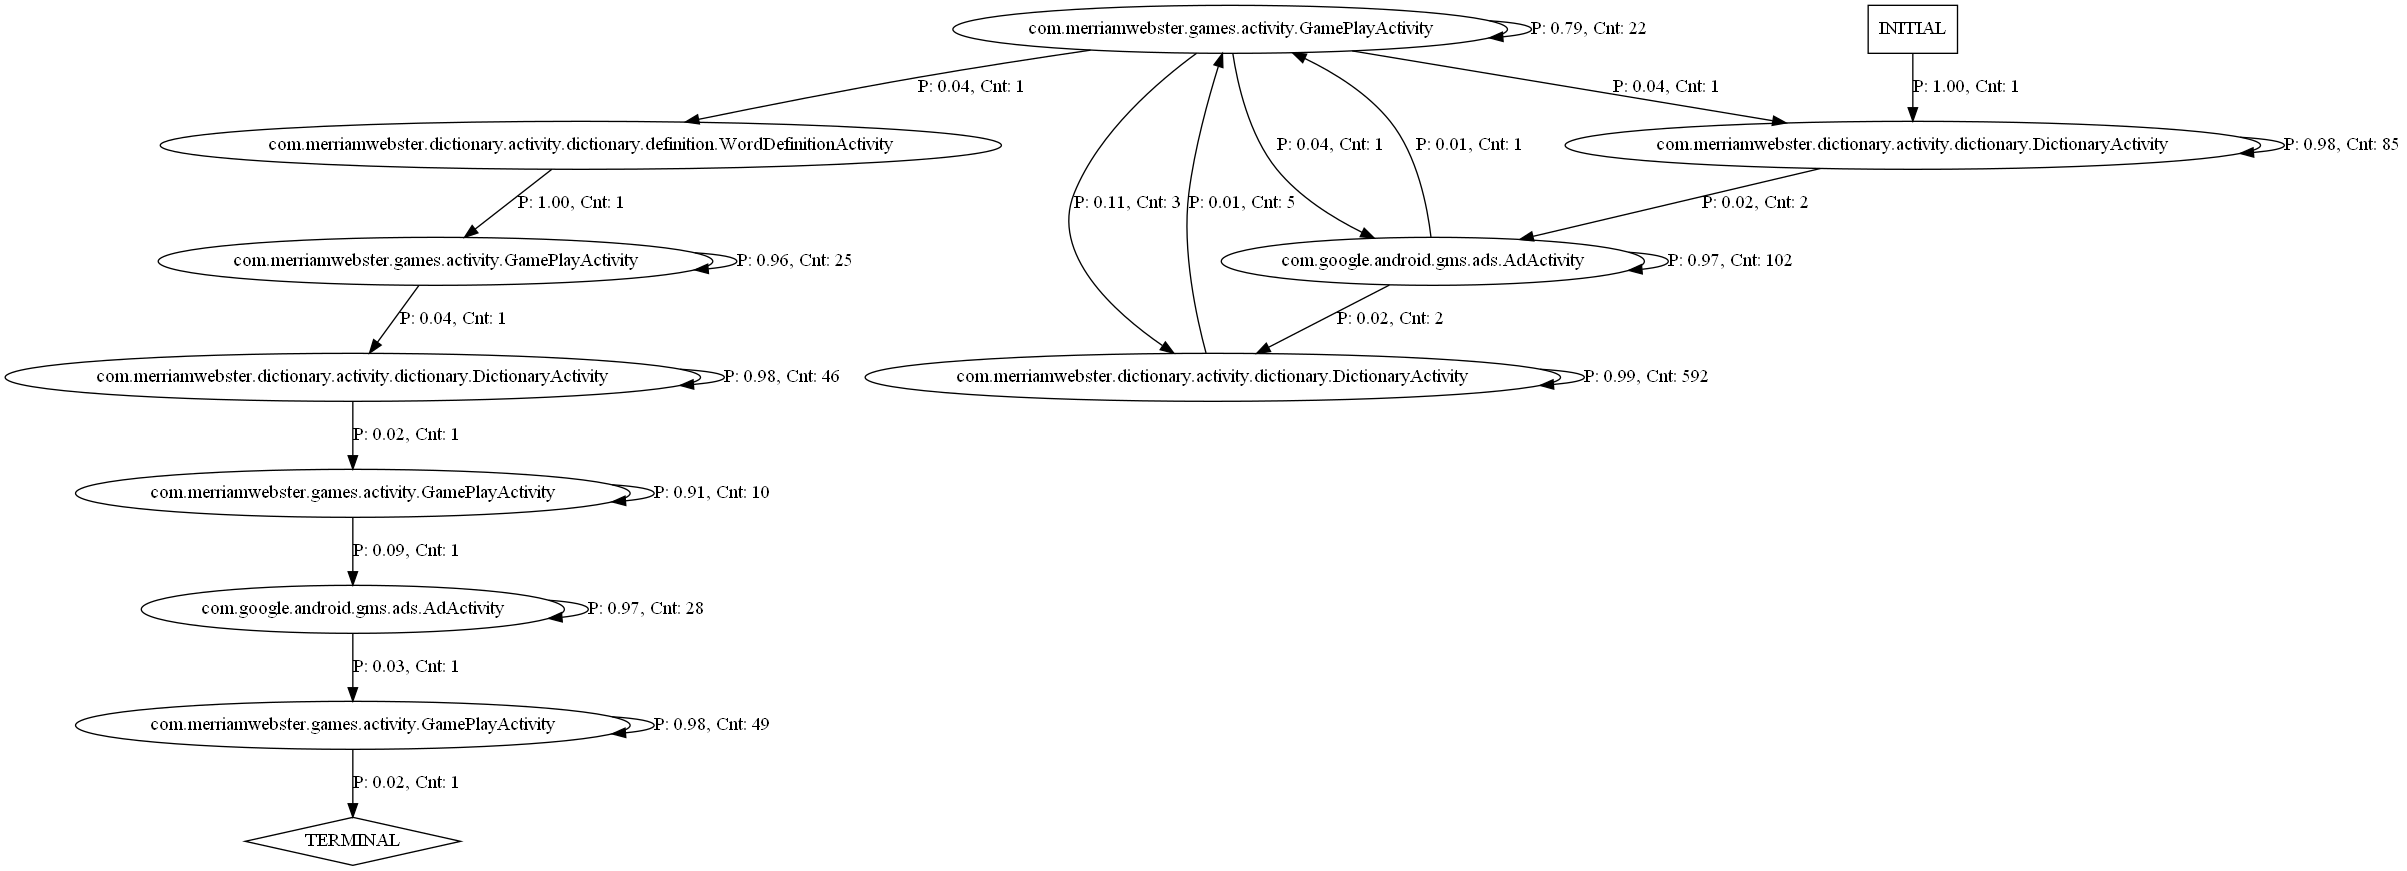 com.merriamwebster.games.activity.GamePlayActivity
P: 0.79, Cnt: 22
INITIAL
P: 0.04, Cnt: 1
P: 0.04, Cnt: 1
P: 1.00, Cnt: 1
com.merriamwebster.dictionary.activity.dictionary.definition.WordDefinitionActivity
P: 0.04, Cnt: 1
P: 0.01, Cnt: 1
com.merriamwebster.dictionary.activity.dictionary.DictionaryActivity
P: 0.98, Cnt: 85
P: 1.00, Cnt: 1
P: 0.11, Cnt: 3
P: 0.01, Cnt: 5
P: 0.02, Cnt: 2
com.merriamwebster.games.activity.GamePlayActivity
P: 0.96, Cnt: 25
com.google.android.gms.ads.AdActivity
P: 0.97, Cnt: 102
P: 0.04, Cnt: 1
P: 0.02, Cnt: 2
com.merriamwebster.dictionary.activity.dictionary.DictionaryActivity
P: 0.98, Cnt: 46
com.merriamwebster.dictionary.activity.dictionary.DictionaryActivity
P: 0.99, Cnt: 592
P: 0.02, Cnt: 1
com.merriamwebster.games.activity.GamePlayActivity
P: 0.91, Cnt: 10
P: 0.09, Cnt: 1
com.google.android.gms.ads.AdActivity
P: 0.97, Cnt: 28
P: 0.03, Cnt: 1
com.merriamwebster.games.activity.GamePlayActivity
P: 0.98, Cnt: 49
P: 0.02, Cnt: 1
TERMINAL